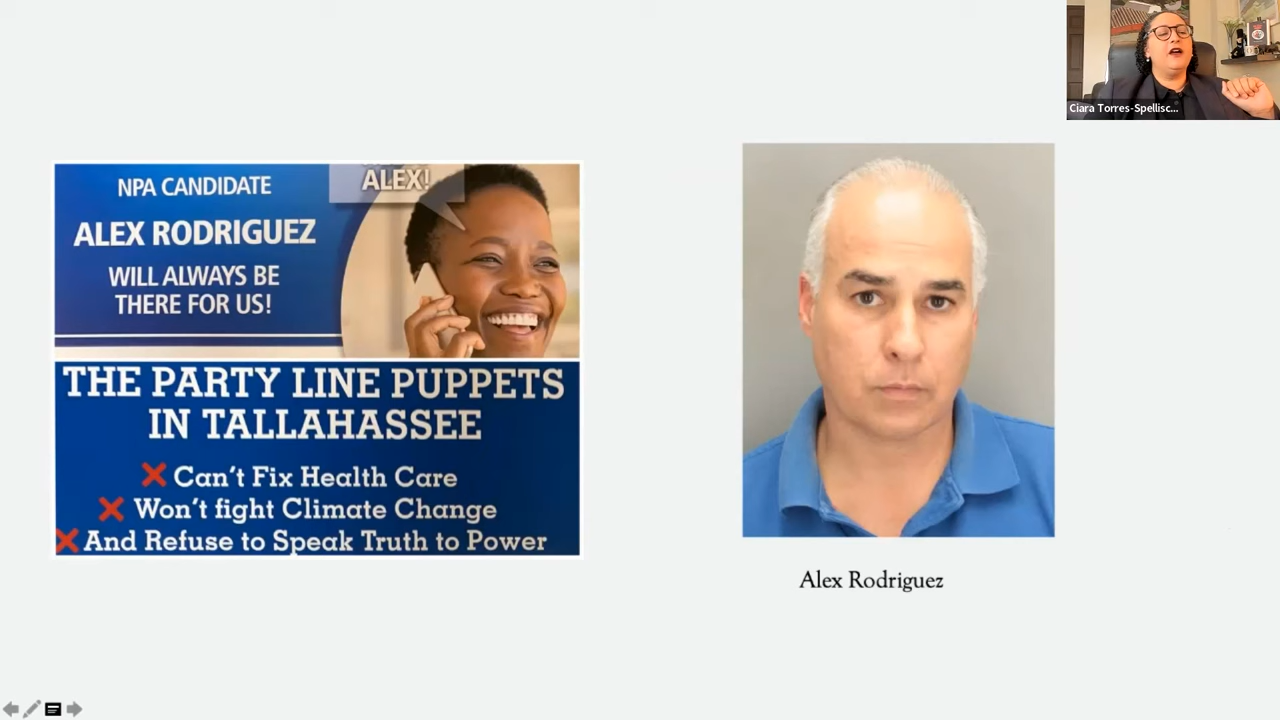 Ciara Torres-Spellisc...
NPA CANDIDATE
ALEX RODRIGUEZ
WILL ALWAYS BE
THERE FOR US!
ALEX!
THE PARTY LINE PUPPETS
IN TALLAHASSEE
Can't Fix Health Care
Won't fight Climate Change
And Refuse to Speak Truth to Power
Alex Rodriguez